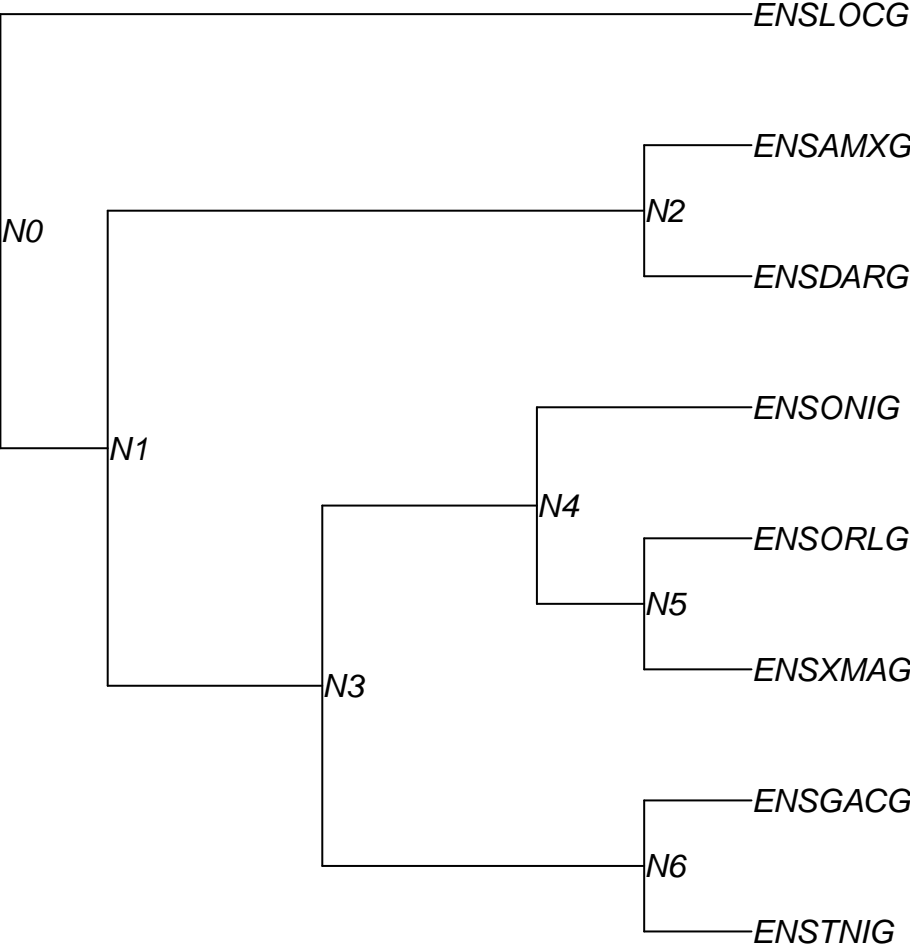 ENSLOCG
ENSAMXG
N2
N0
ENSDARG
ENSONIG
N1
N4
ENSORLG
N5
ENSXMAG
N3
ENSGACG
N6
ENSTNIG